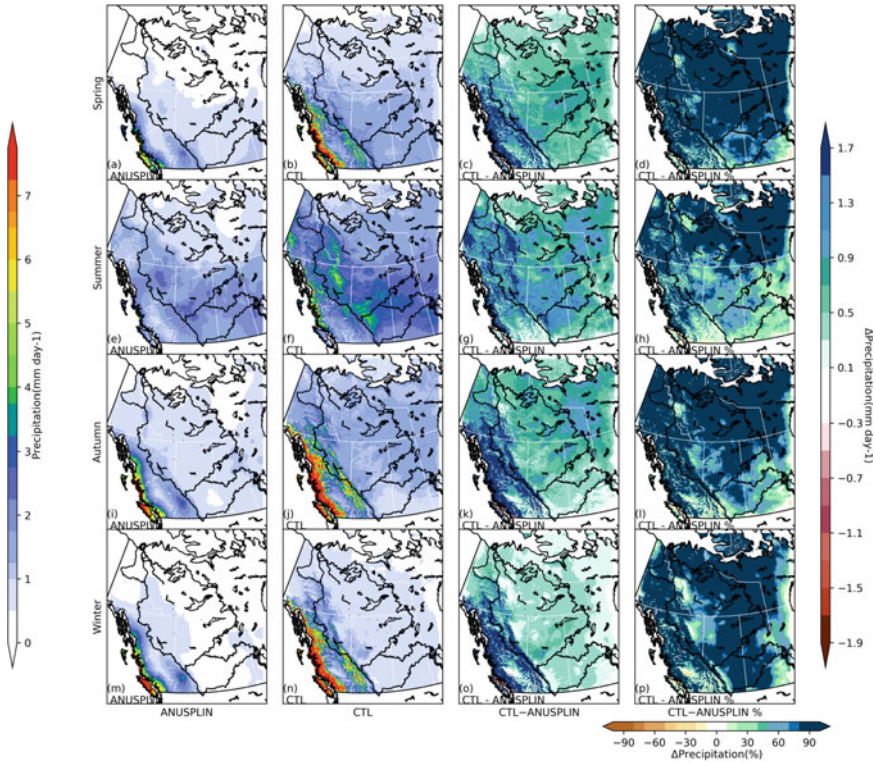 Spring
(a)
ANUSPLIN
(b)
CTL
(c)
CTL - ANUSPLIN
(d)
CTL - ANUSPLIN %
Summer
(e)
ANUSPLIN
(f)
CTL
(g)
CTL - ANUSPLIN
(h)
CTL - ANUSPLIN %
Autumn
(i)
ANUSPLIN
(j)
CTL
(k)
CTL - ANUSPLIN
(l)
CTL - ANUSPLIN %
Winter
(m)
ANUSPLIN
(n)
CTL
(o)
CTL - ANUSPLIN
(p)
CTL - ANUSPLIN %
ANUSPLIN
CTL
CTL−ANUSPLIN
CTL−ANUSPLIN %
7
6
5
4
3
2
1
0
Precipitation(mm day-1)
1.7
1.3
0.9
0.5
0.1
−0.3
−0.7
−1.1
−1.5
−1.9
ΔPrecipitation(mm day-1)
−90 −60 −30 0 30 60 90
ΔPrecipitation(%)